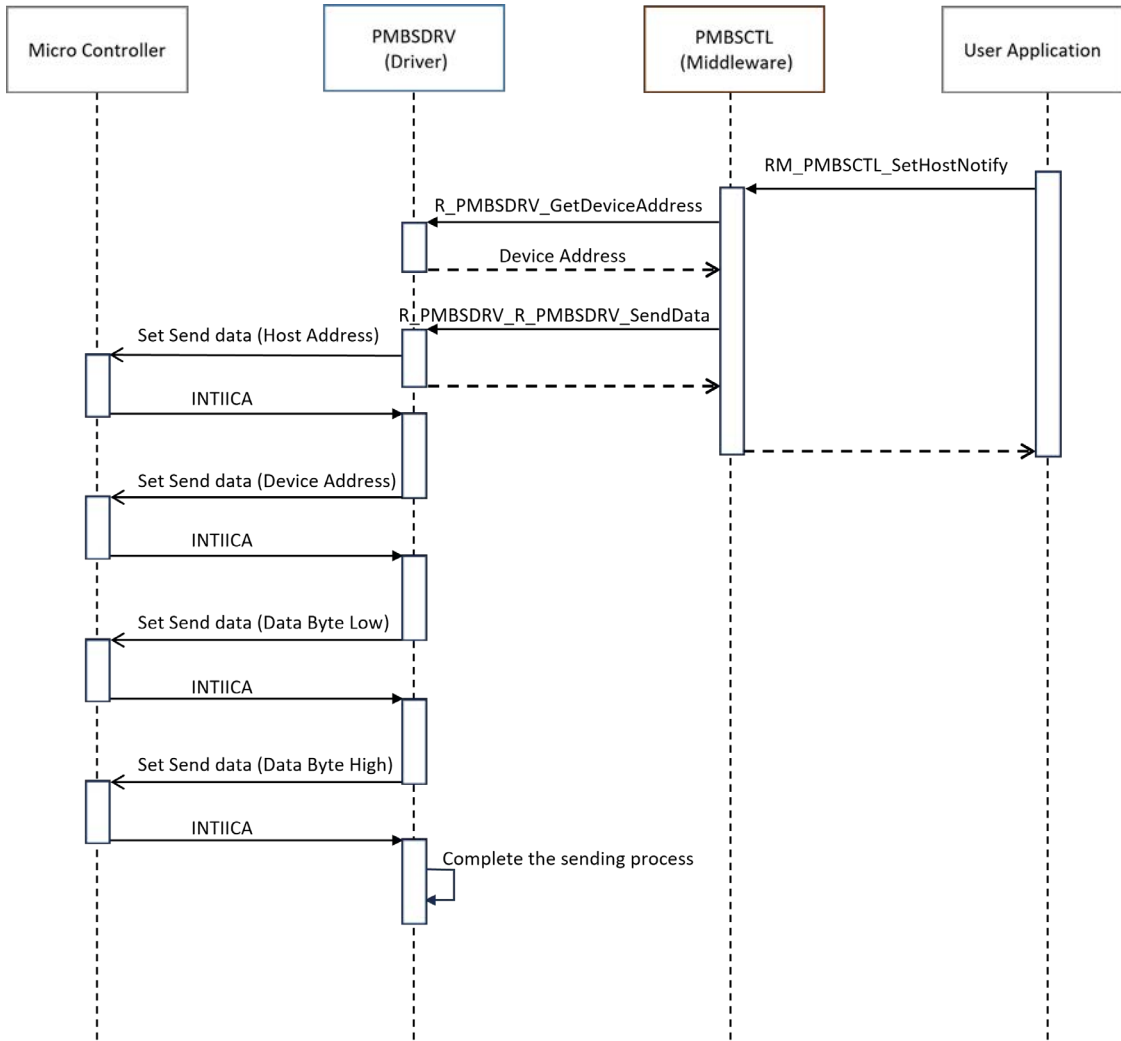 Micro Controller
PMBSDRV
(Driver)
PMBSCTL
(Middleware)
User Application
RM_PMBSCTL_SetHostNotify
R_PMBSDRV_GetDeviceAddress
Device Address
R_PMBSDRV_R_PMBSDRV_SendData
Set Send data (Host Address)
INTIICA
Set Send data (Device Address)
INTIICA
Set Send data (Data Byte Low)
INTIICA
Set Send data (Data Byte High)
INTIICA
Complete the sending process